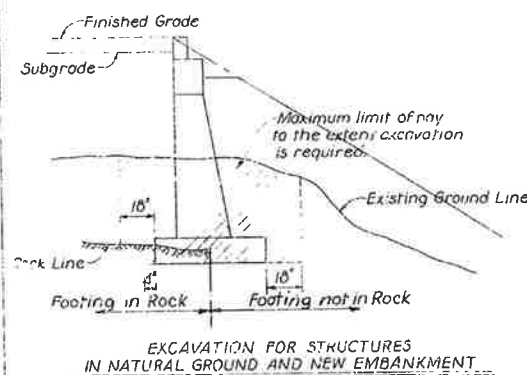 Finished Grade
Subgrade
Maximum limit of pay
to the extent excavation
is required.
Existing Ground Line
18"
Line
18"
Footing in Rock
Footing not in Rock
EXCAVATION FOR STRUCTURES
IN NATURAL GROUND AND NEW EMBANKMENT